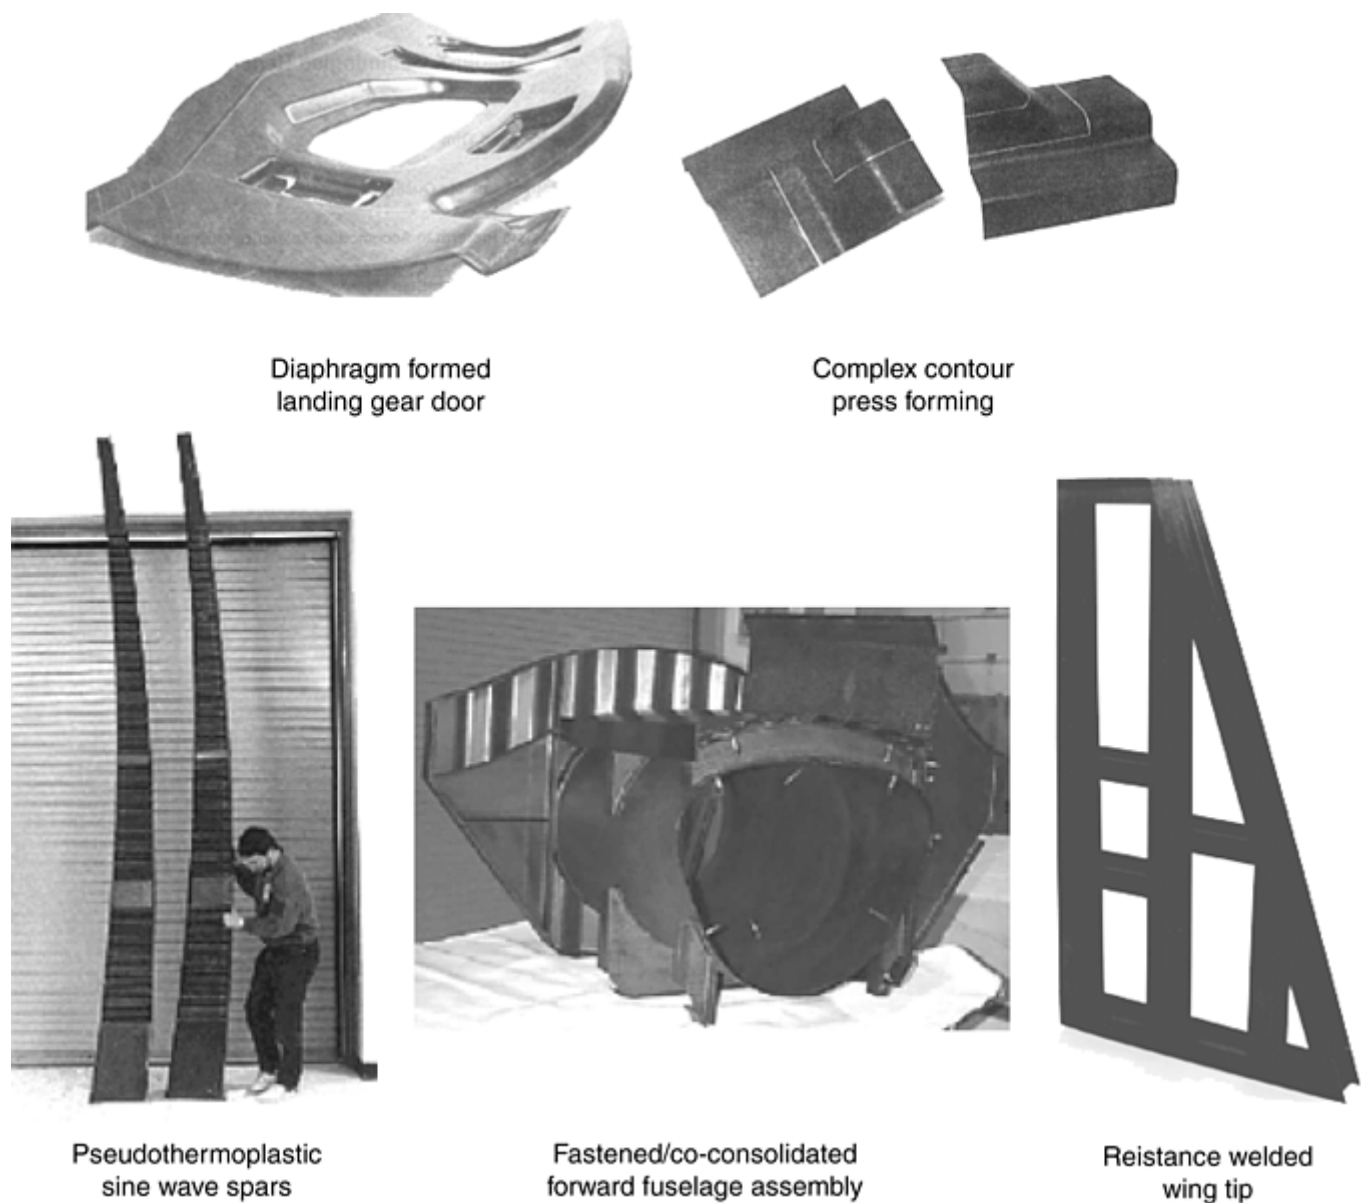 Diaphragm formed
landing gear door
Complex contour
press forming
Pseudothermoplastic
sine wave spars
Fastened/co-consolidated
forward fuselage assembly
Reistance welded
wing tip